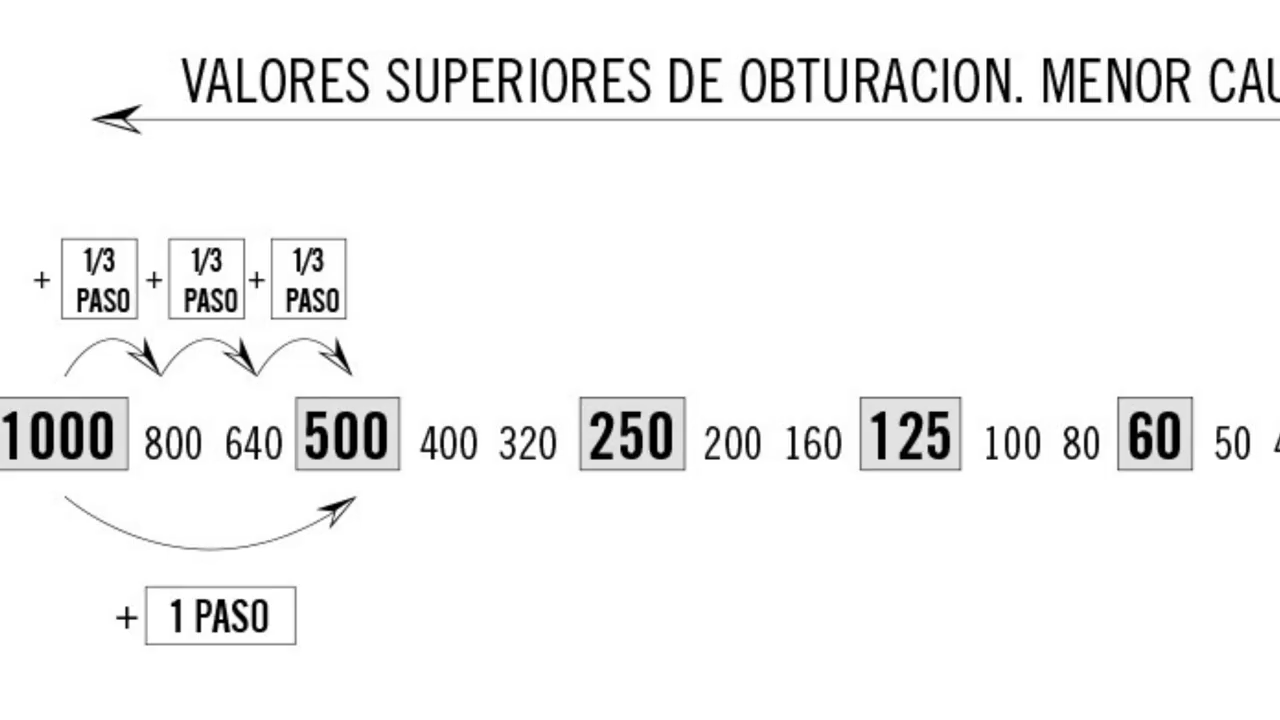 VALORES SUPERIORES DE OBTURACION. MENOR
+ 1/3 PASO + 1/3 PASO + 1/3 PASO
1000 800 640 500 400 320 250 200 160 125 100 80 60 50
+ 1 PASO